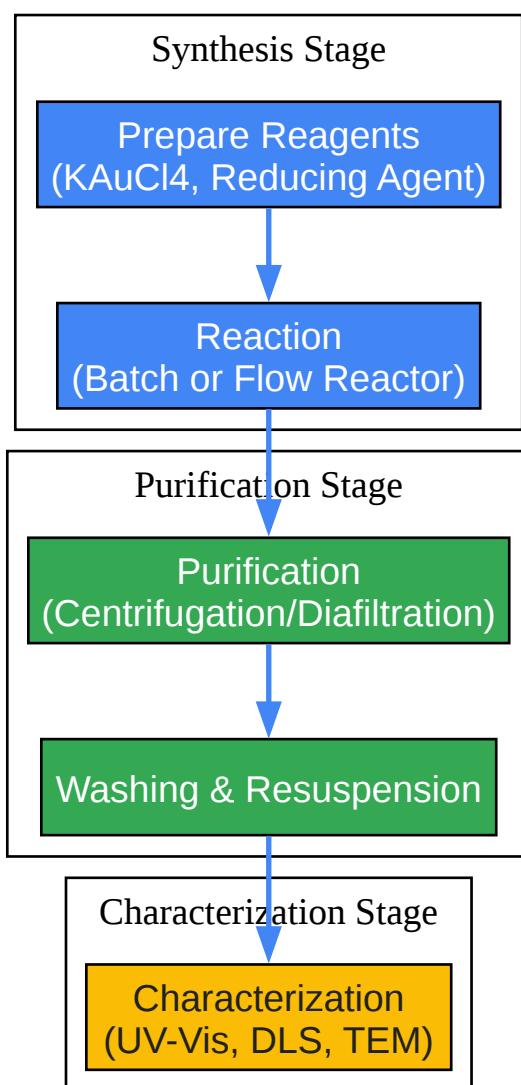 Synthesis Stage
Prepare Reagents
(KAuCl4, Reducing Agent)
Reaction
(Batch or Flow Reactor)
Purification Stage
Purification
(Centrifugation/Diafiltration)
Washing & Resuspension
Characterization Stage
Characterization
(UV-Vis, DLS, TEM)